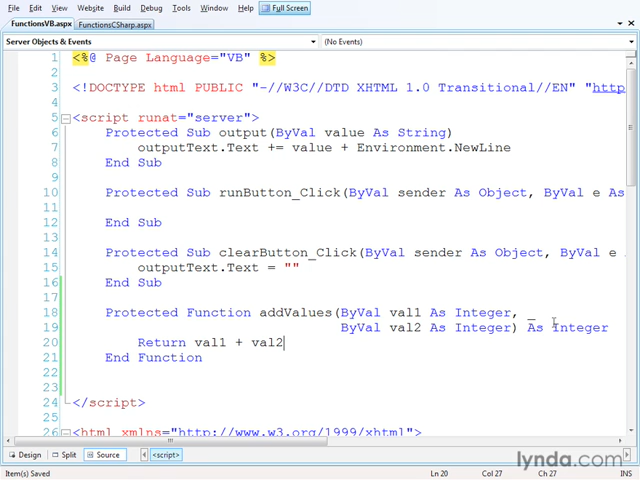 File Edit View Website Build Debug Tools Window Help Full Screen
FunctionsVB.aspx FunctionsCSharp.aspx
Server Objects & Events (No Events)
1 <%@ Page Language="VB" %>
2
3 <!DOCTYPE html PUBLIC "-//W3C//DTD XHTML 1.0 Transitional//EN" "http
4
5 <script runat="server">
6 Protected Sub output(ByVal value As String)
7 outputText.Text += value + Environment.NewLine
8 End Sub
9
10 Protected Sub runButton_Click(ByVal sender As Object, ByVal e As
11
12 End Sub
13
14 Protected Sub clearButton_Click(ByVal sender As Object, ByVal e
15 outputText.Text = ""
16 End Sub
17
18 Protected Function addValues(ByVal val1 As Integer, _
19 ByVal val2 As Integer) As Integer
20 Return val1 + val2
21 End Function
22
23
24 </script>
25
26 <html xmlns="http://www.w3.org/1999/xhtml">
Design Split Source <script>
Item(s) Saved Ln 20 Col 27 Ch 27 INS
lynda.com